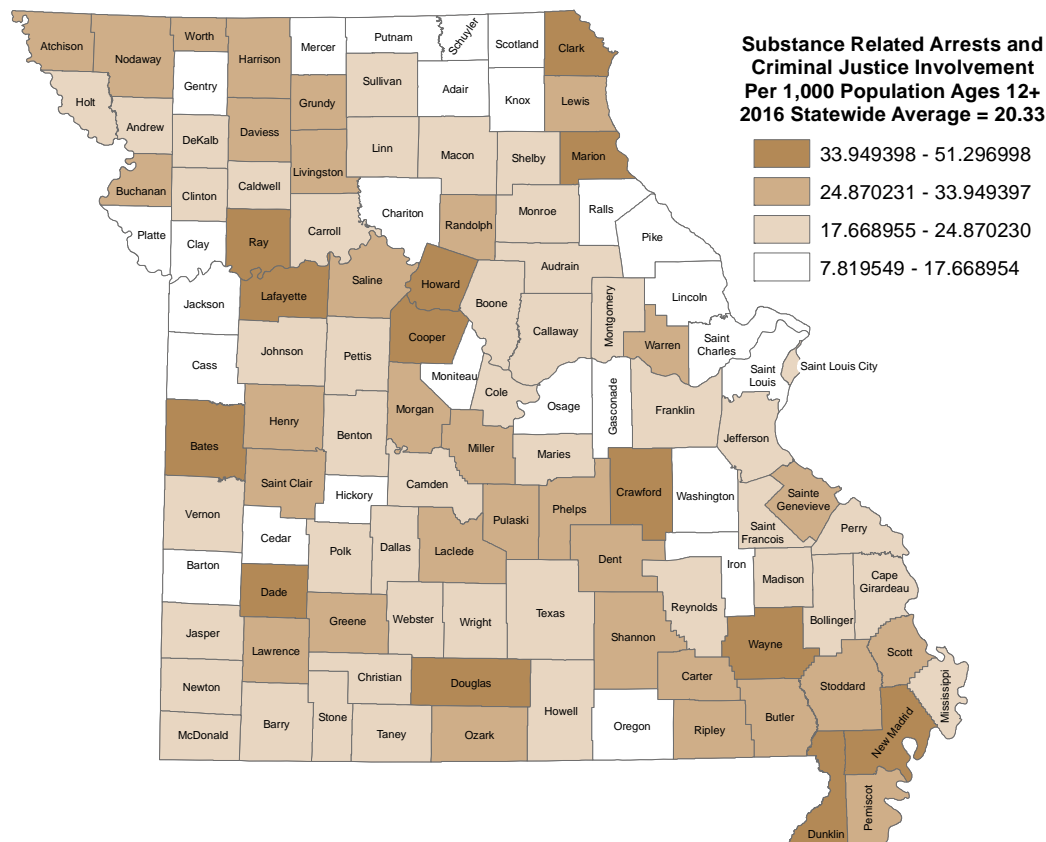 Substance Related Arrests and
Criminal Justice Involvement
Per 1,000 Population Ages 12+
2016 Statewide Average = 20.33
33.949398 - 51.296998
24.870231 - 33.949397
17.668955 - 24.870230
7.819549 - 17.668954
Atchison
Nodaway
Worth
Harrison
Mercer
Putnam
Schuyler
Scotland
Clark
Holt
Andrew
Gentry
DeKalb
Daviess
Grundy
Sullivan
Adair
Knox
Lewis
Buchanan
Clinton
Caldwell
Livingston
Linn
Macon
Shelby
Marion
Platte
Clay
Ray
Carroll
Chariton
Randolph
Monroe
Ralls
Pike
Jackson
Lafayette
Saline
Howard
Boone
Audrain
Callaway
Montgomery
Lincoln
Warren
Saint
Charles
Saint
Louis
Saint Louis City
Cass
Johnson
Pettis
Cooper
Moniteau
Cole
Osage
Gasconade
Franklin
Jefferson
Bates
Henry
Benton
Morgan
Miller
Maries
Crawford
Washington
Sainte
Genevieve
Saint
Francois
Perry
Vernon
Saint Clair
Hickory
Camden
Pulaski
Phelps
Dent
Iron
Madison
Cape
Girardeau
Bollinger
Barton
Cedar
Polk
Dallas
Laclede
Texas
Reynolds
Wayne
Jasper
Dade
Greene
Webster
Wright
Shannon
Carter
Stoddard
Scott
Mississippi
Newton
Lawrence
Christian
Douglas
Howell
Oregon
Ripley
Butler
New Madrid
McDonald
Barry
Stone
Taney
Ozark
Dunklin
Pemiscot